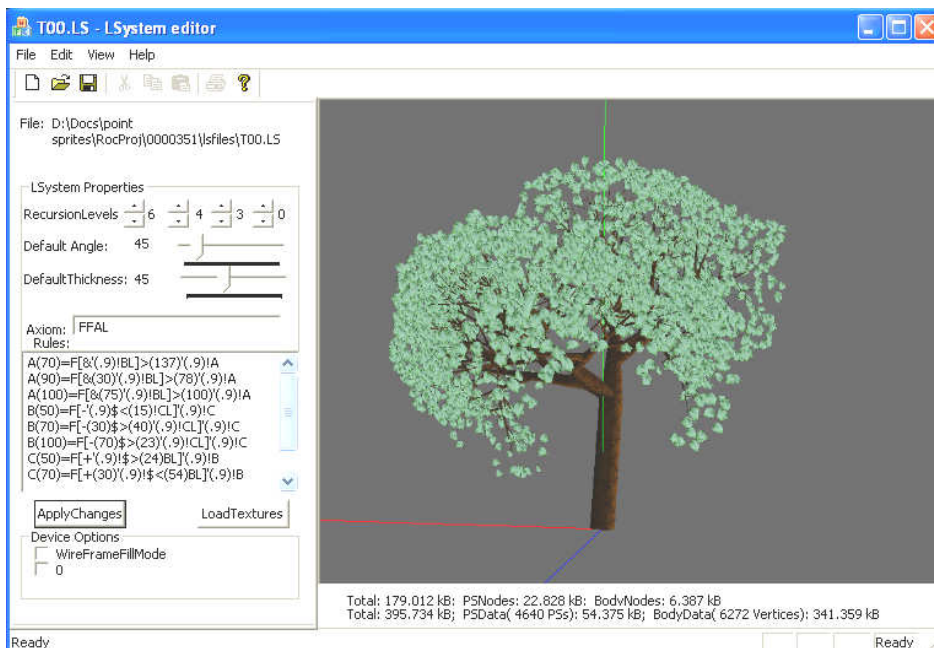 T00.LS - LSystem editor
File Edit View Help
File: D:\Docs\point
sprites\RocProj\0000351\lsfiles\T00.LS
LSystem Properties
RecursionLevels 6 4 3 0
Default Angle: 45
DefaultThickness: 45
Axiom: FFAL
Rules:
A(70)=F[&'(.9)!BL]>(137)'(.9)!A
A(90)=F[&(30)'(.9)!BL]>(78)'(.9)!A
A(100)=F[&(75)'(.9)!BL]>(100)'(.9)!A
B(50)=F[-'(.9)$<(15)!CL]'(.9)!C
B(70)=F[-(30)$>(40)'(.9)!CL]'(.9)!C
B(100)=F[-(70)$>(23)'(.9)!CL]'(.9)!C
C(50)=F[+'(.9)!$>(24)BL]'(.9)!B
C(70)=F[+(30)'(.9)!$<(54)BL]'(.9)!B
ApplyChanges LoadTextures
Device Options
WireFrameFillMode
0
Total: 179.012 kB; PSNodes: 22.828 kB; BodyNodes: 6.387 kB
Total: 395.734 kB; PSData( 4640 PSs): 54.375 kB; BodyData( 6272 Vertices): 341.359 kB
Ready Ready